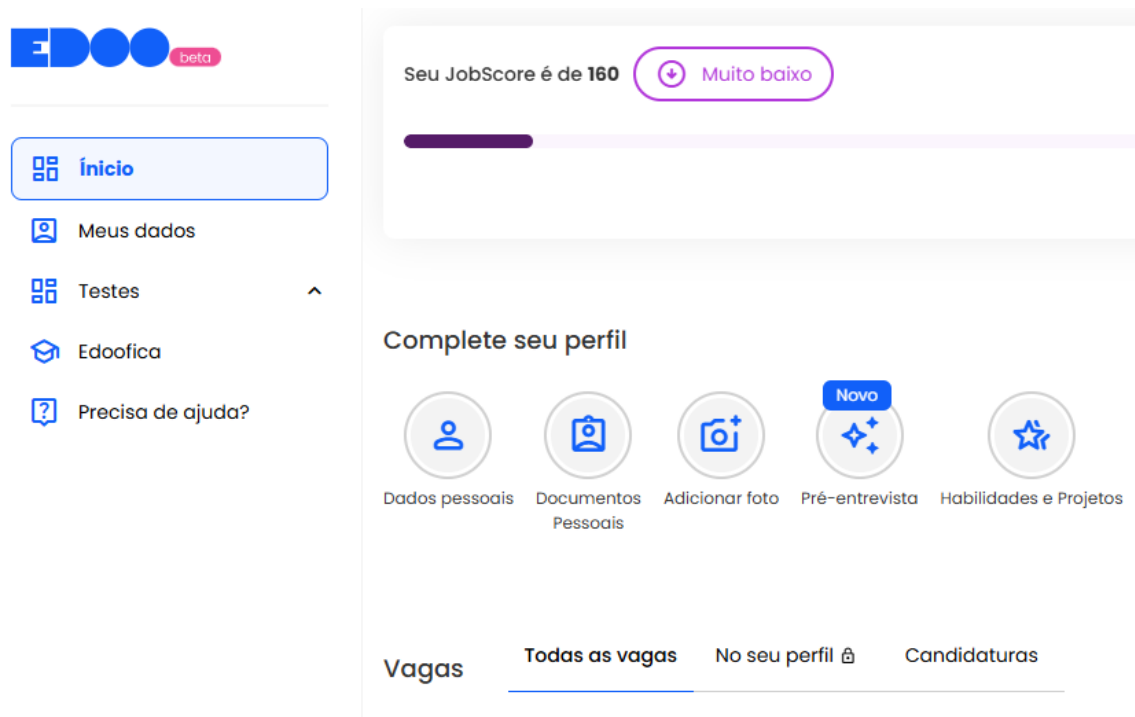 EDOO beta
Ínicio
Meus dados
Testes
Edoofica
Precisa de ajuda?
Seu JobScore é de 160 Muito baixo
Complete seu perfil
Novo
Dados pessoais
Documentos
Pessoais
Adicionar foto
Pré-entrevista
Habilidades e Projetos
Vagas
Todas as vagas
No seu perfil
Candidaturas